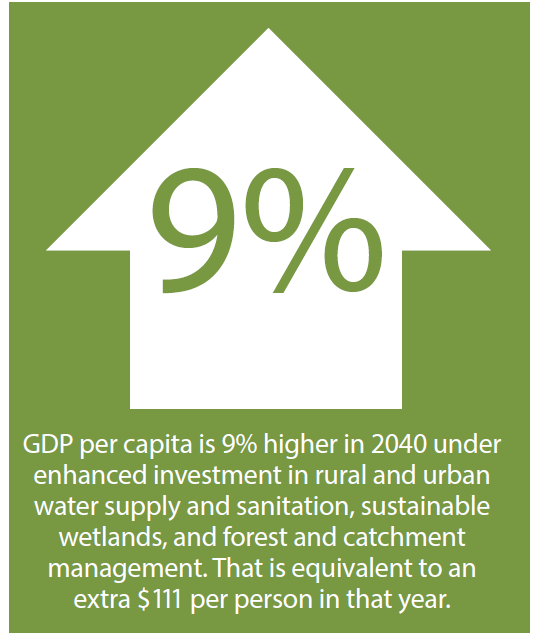 9%
GDP per capita is 9% higher in 2040 under
enhanced investment in rural and urban
water supply and sanitation, sustainable
wetlands, and forest and catchment
management. That is equivalent to an
extra $111 per person in that year.